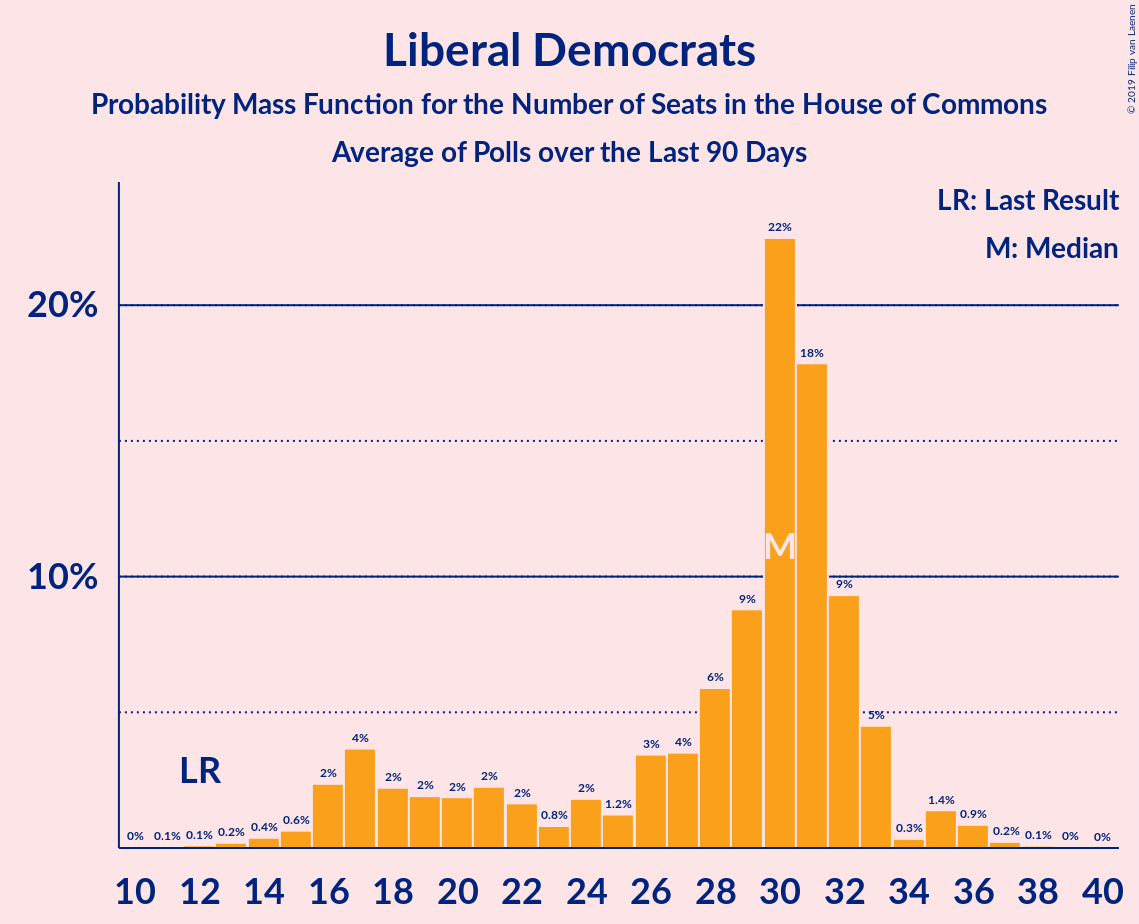 Liberal Democrats
Probability Mass Function for the Number of Seats in the House of Commons
Average of Polls over the Last 90 Days
© 2019 Filip van Laenen
LR: Last Result
M: Median
20%
10%
LR
M
0% 0.1% 0.1% 0.2% 0.4% 0.6% 2% 4% 2% 2% 2% 2% 2% 0.8% 2% 1.2% 3% 4% 6% 9% 22% 18% 9% 5% 0.3% 1.4% 0.9% 0.2% 0.1% 0% 0%
10 12 14 16 18 20 22 24 26 28 30 32 34 36 38 40